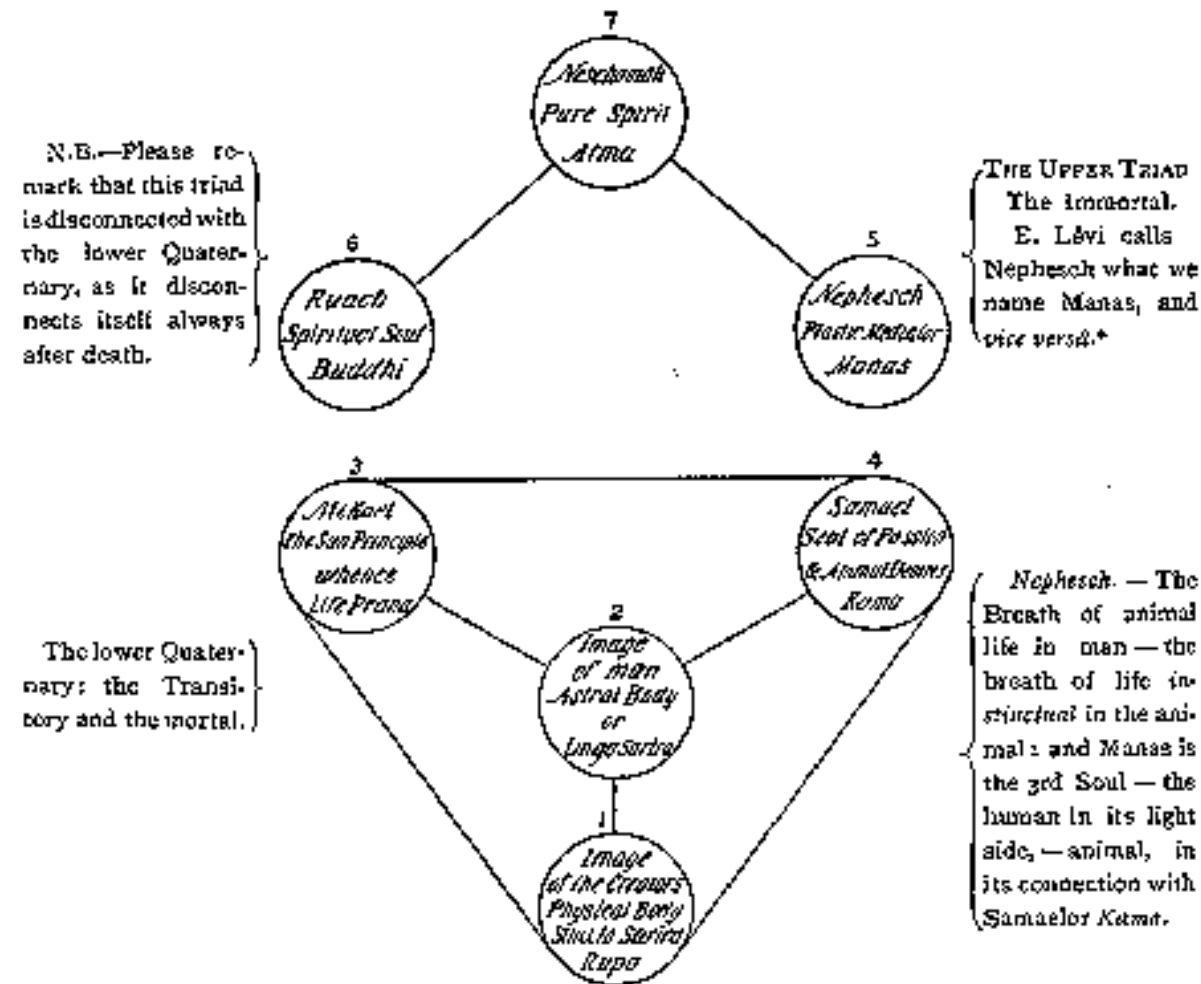 7
Neschamah
Pure Spirit
Atma
N.B.—Please re-
mark that this triad
is disconnected with
the lower Quater-
nary, as it discon-
nects itself always
after death.
6
Ruach
Spiritual Soul
Buddhi
5
Nephesch
Plastic Mediator
Manas
THE UPPER TRIAD
The Immortal.
E. Lévi calls
Nephesch what we
name Manas, and
vice versâ.*
3
the Sun Principle
whence
Life Prana
4
Samael
Seat of Passion
& Animal Desires
Kama
2
Image
of man
Astral Body
or
Linga Sarira
1
Image
of the Creators
Physical Body
Sthula Sarira
Rupa
The lower Quater-
nary: the Transi-
tory and the mortal.
Nephesch. — The
Breath of animal
life in man — the
breath of life in-
stinctual in the ani-
mal: and Manas is
the 3rd Soul — the
human in its light
side, — animal, in
its connection with
Samael or Kama.